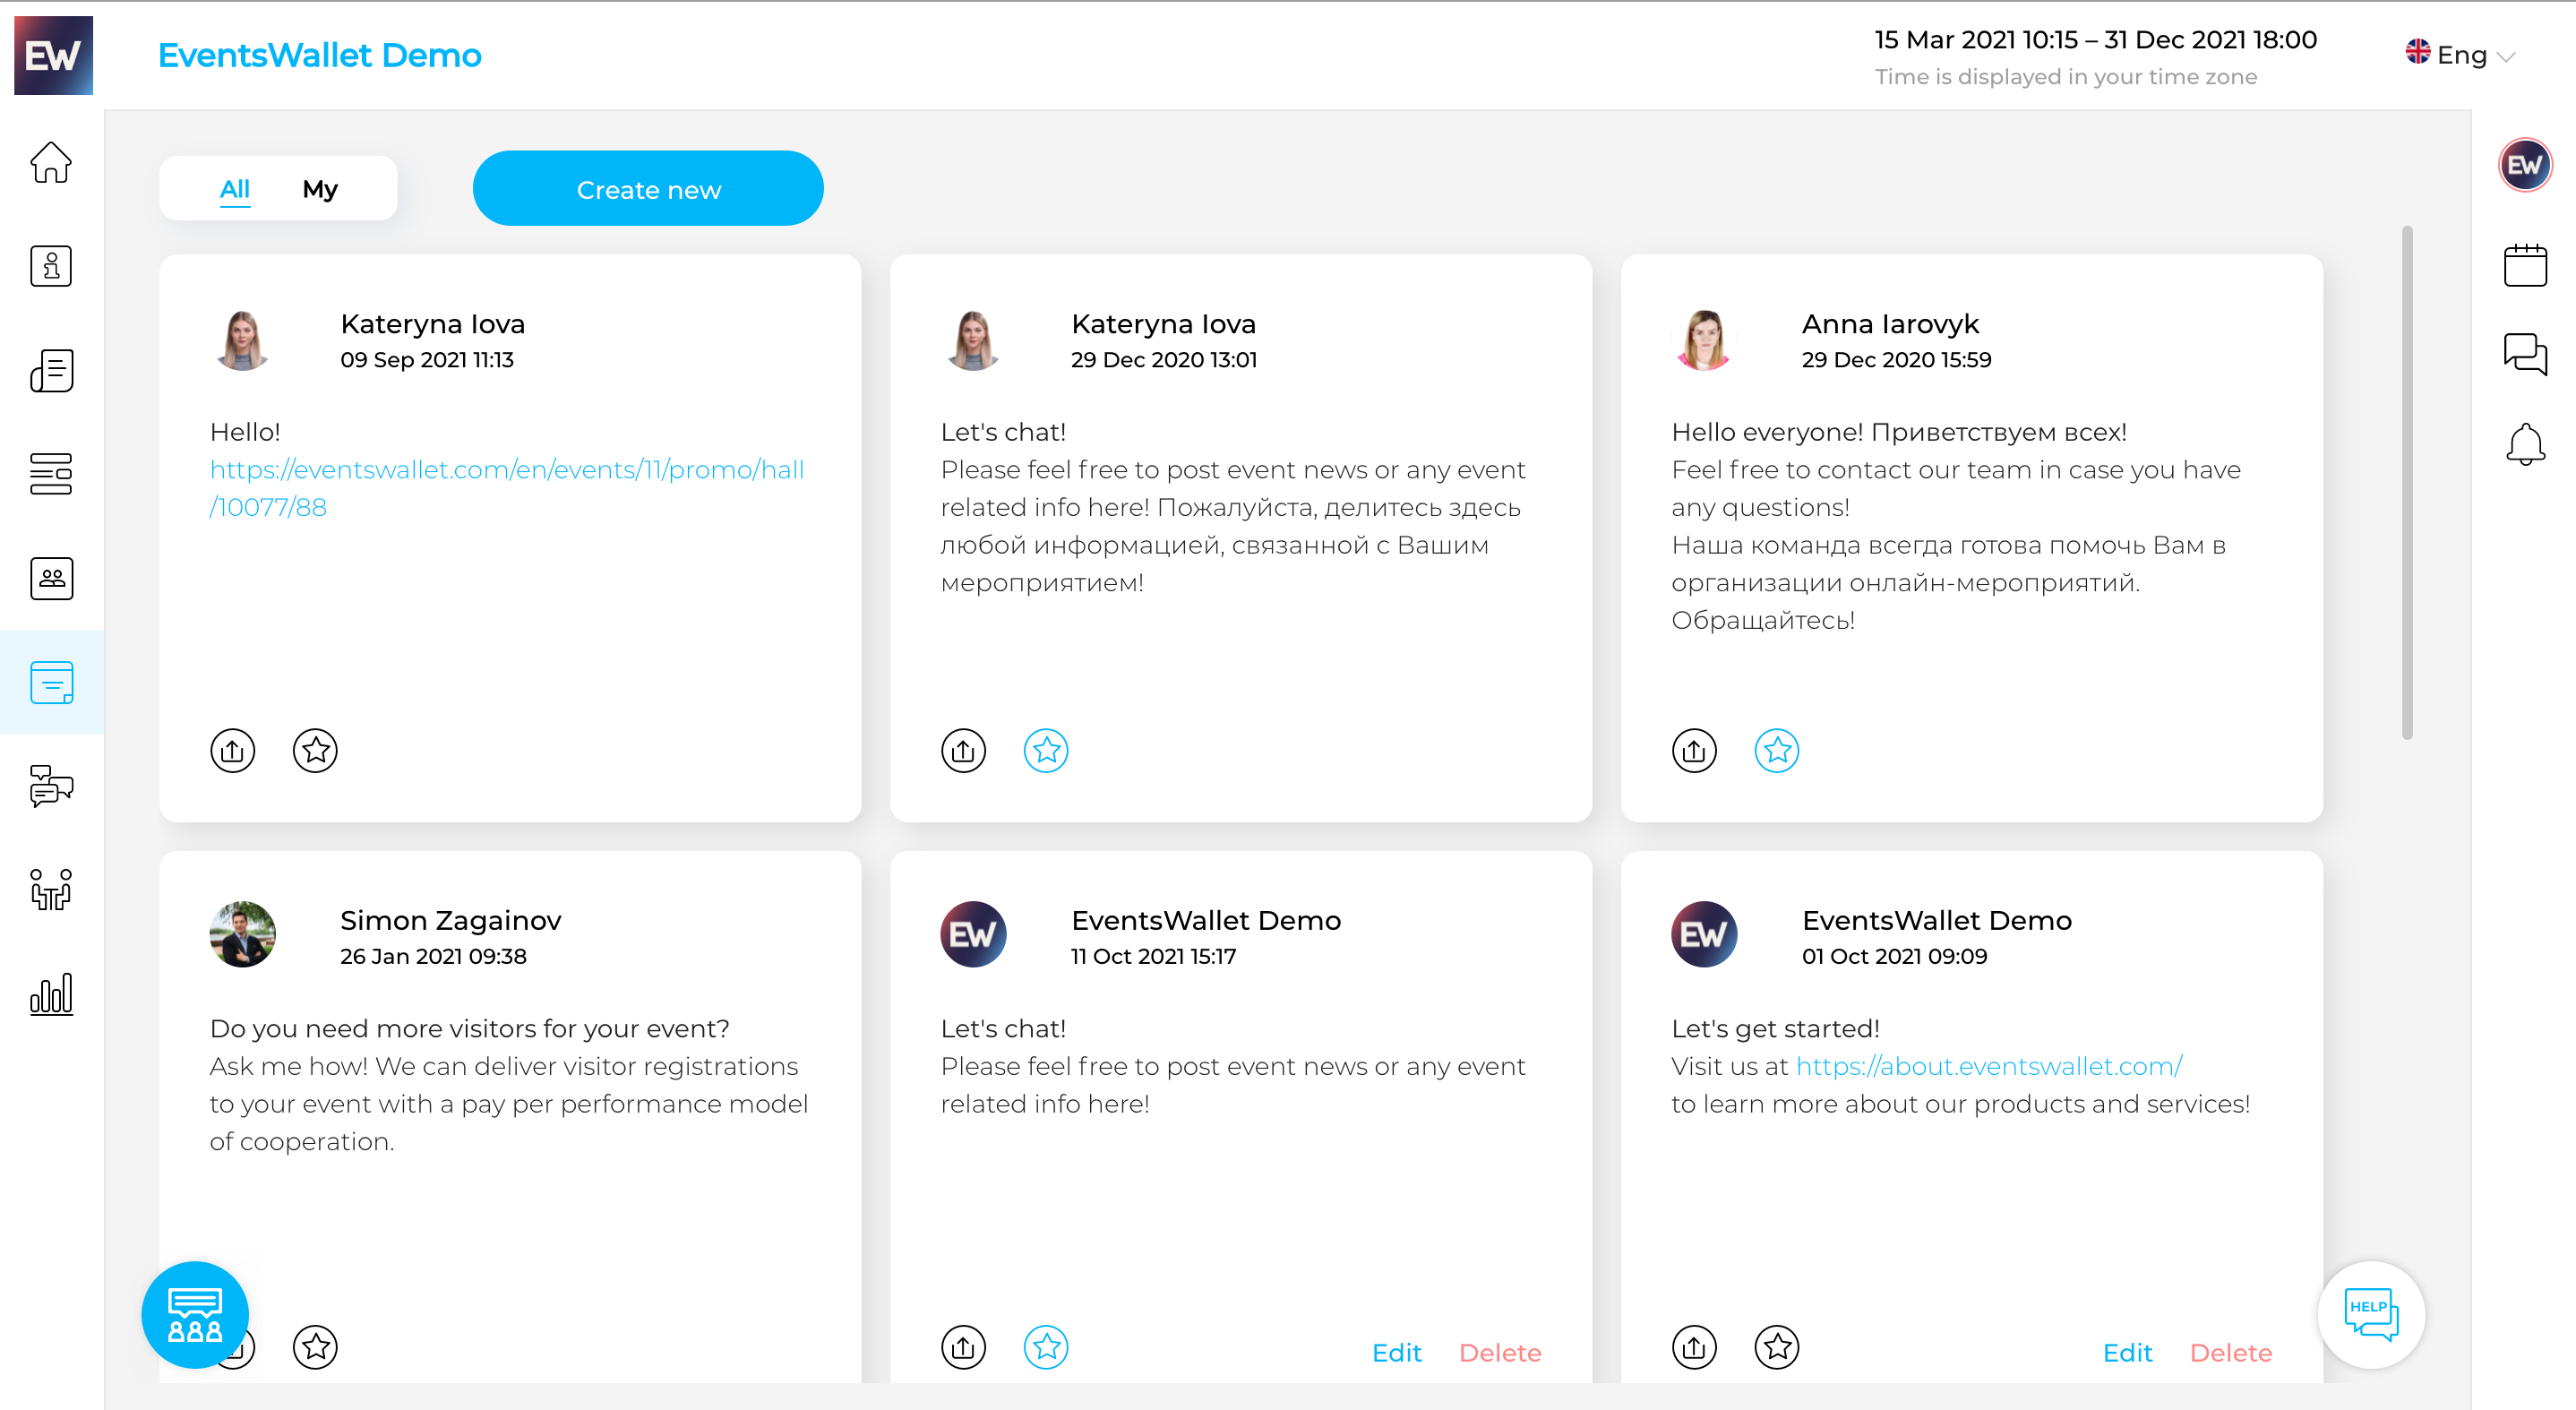 EW
EventsWallet Demo
15 Mar 2021 10:15 – 31 Dec 2021 18:00
Time is displayed in your time zone
Eng
All
My
Create new
EW
Kateryna Iova
09 Sep 2021 11:13
Hello!
https://eventswallet.com/en/events/11/promo/hall
/10077/88
Kateryna Iova
29 Dec 2020 13:01
Let's chat!
Please feel free to post event news or any event
related info here! Пожалуйста, делитесь здесь
любой информацией, связанной с Вашим
мероприятием!
Anna Iarovyk
29 Dec 2020 15:59
Hello everyone! Приветствуем всех!
Feel free to contact our team in case you have
any questions!
Наша команда всегда готова помочь Вам в
организации онлайн-мероприятий.
Обращайтесь!
Simon Zagainov
26 Jan 2021 09:38
Do you need more visitors for your event?
Ask me how! We can deliver visitor registrations
to your event with a pay per performance model
of cooperation.
EW
EventsWallet Demo
11 Oct 2021 15:17
Let's chat!
Please feel free to post event news or any event
related info here!
Edit
Delete
EW
EventsWallet Demo
01 Oct 2021 09:09
Let's get started!
Visit us at https://about.eventswallet.com/
to learn more about our products and services!
Edit
Delete
HELP